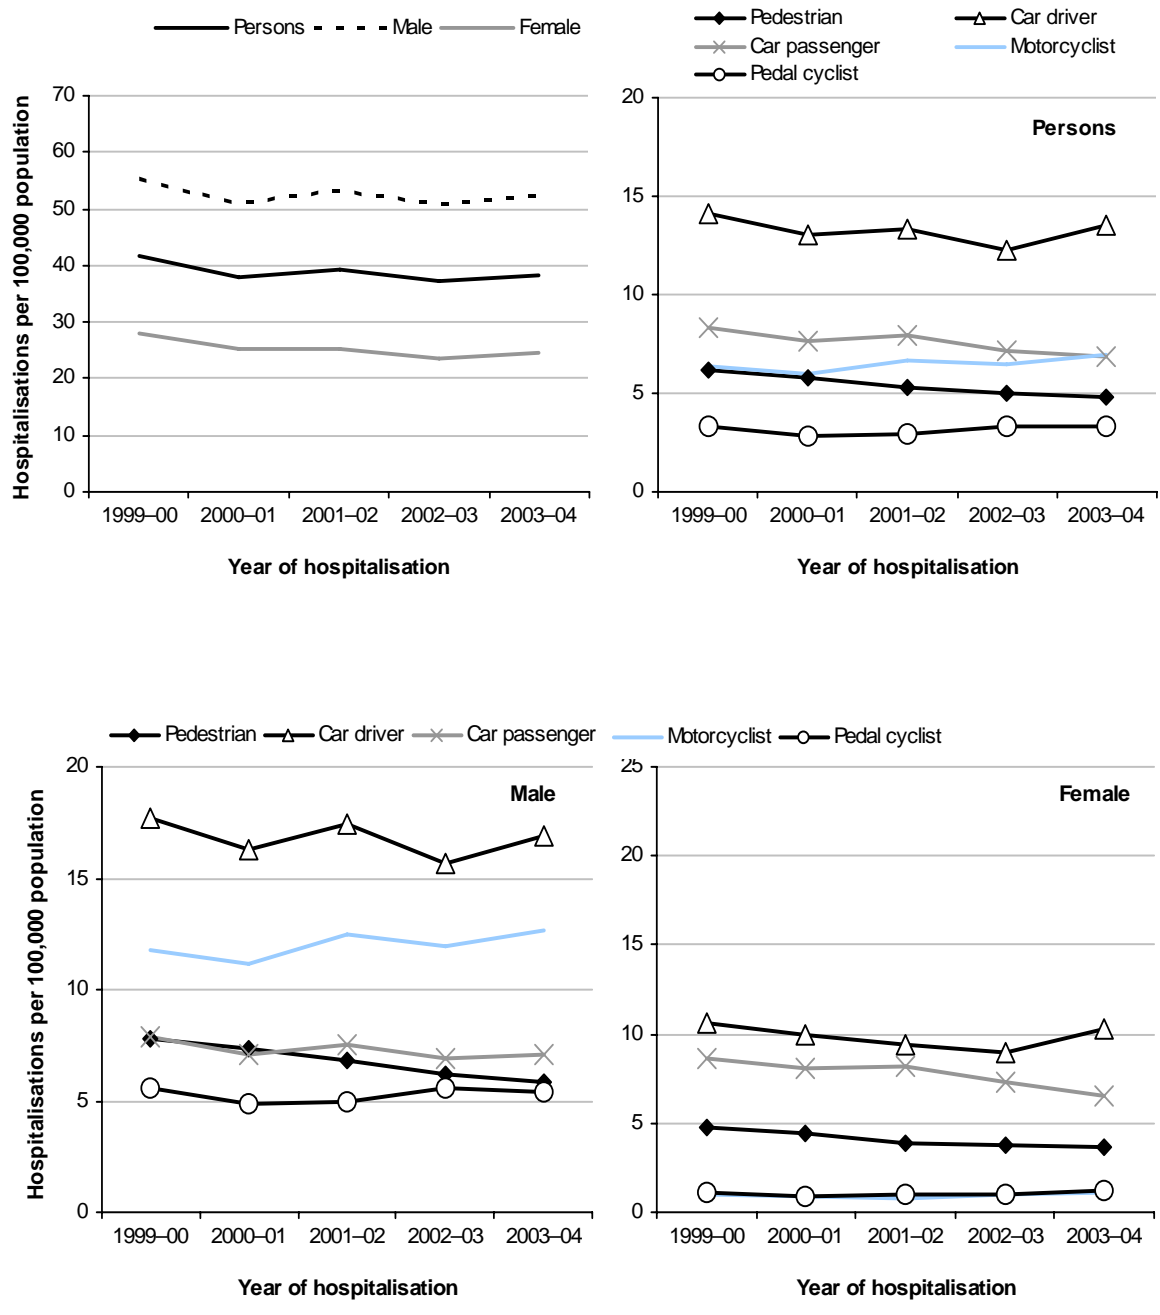 Persons Male Female
Hospitalisations per 100,000 population
70
60
50
40
30
20
10
0
1999–00 2000–01 2001–02 2002–03 2003–04
Year of hospitalisation
Pedestrian Car driver
Car passenger Motorcyclist
Pedal cyclist
Persons
20
15
10
5
0
1999–00 2000–01 2001–02 2002–03 2003–04
Year of hospitalisation
Pedestrian Car driver Car passenger Motorcyclist Pedal cyclist
Hospitalisations per 100,000 population
Male
20
15
10
5
0
1999–00 2000–01 2001–02 2002–03 2003–04
Year of hospitalisation
Female
25
20
15
10
5
0
1999–00 2000–01 2001–02 2002–03 2003–04
Year of hospitalisation